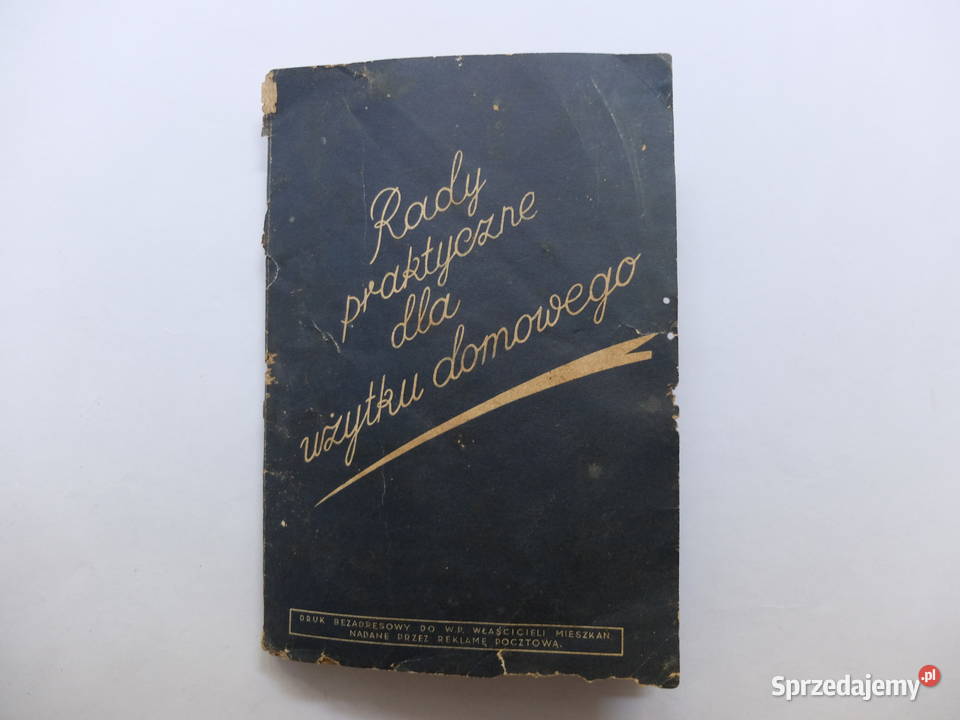 Rady
praktyczne
dla
użytku domowego
DRUK BEZADRESOWY DO W.P. WŁAŚCICIELI MIESZKAŃ
NADANE PRZEZ REKLAMĘ POCZTOWĄ.
Sprzedajemy.pl